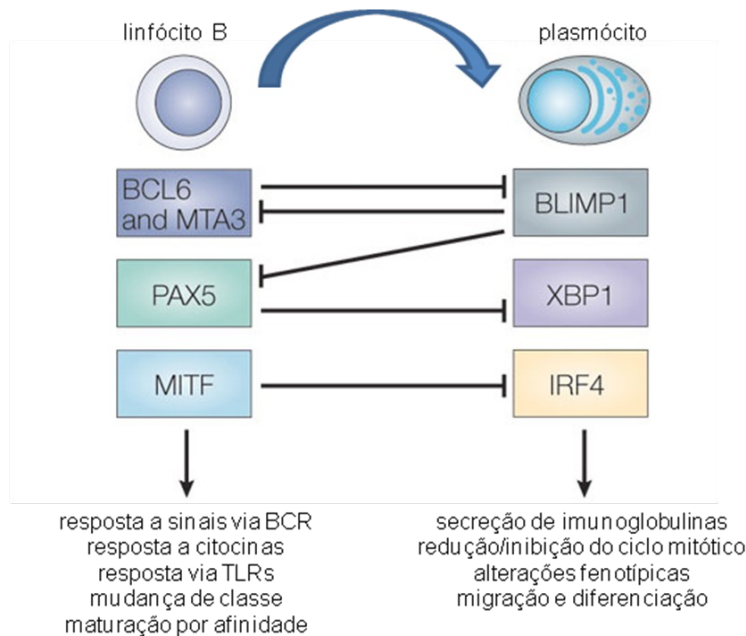 linfócito B
plasmócito
BCL6
and MTA3
BLIMP1
PAX5
XBP1
MITF
IRF4
resposta a sinais via BCR
resposta a citocinas
resposta via TLRs
mudança de classe
maturação por afinidade
secreção de imunoglobulinas
redução/inibição do ciclo mitótico
alterações fenotípicas
migração e diferenciação